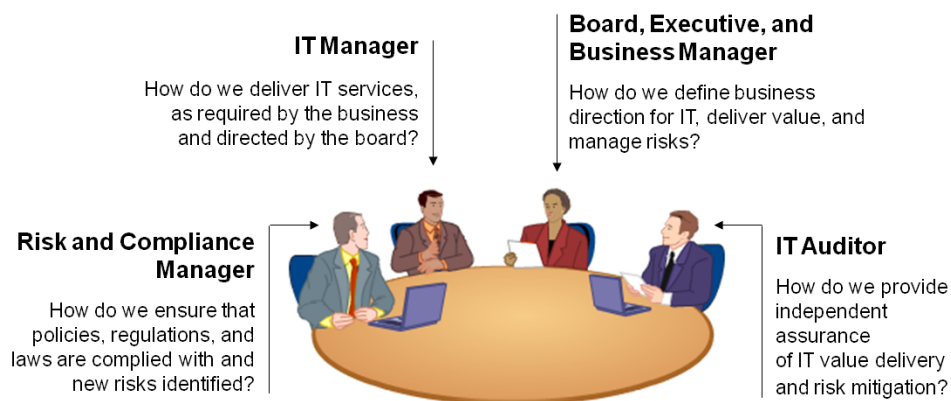 IT Manager
How do we deliver IT services,
as required by the business
and directed by the board?
Board, Executive, and
Business Manager
How do we define business
direction for IT, deliver value, and
manage risks?
Risk and Compliance
Manager
How do we ensure that
policies, regulations, and
laws are complied with and
new risks identified?
IT Auditor
How do we provide
independent
assurance
of IT value delivery
and risk mitigation?